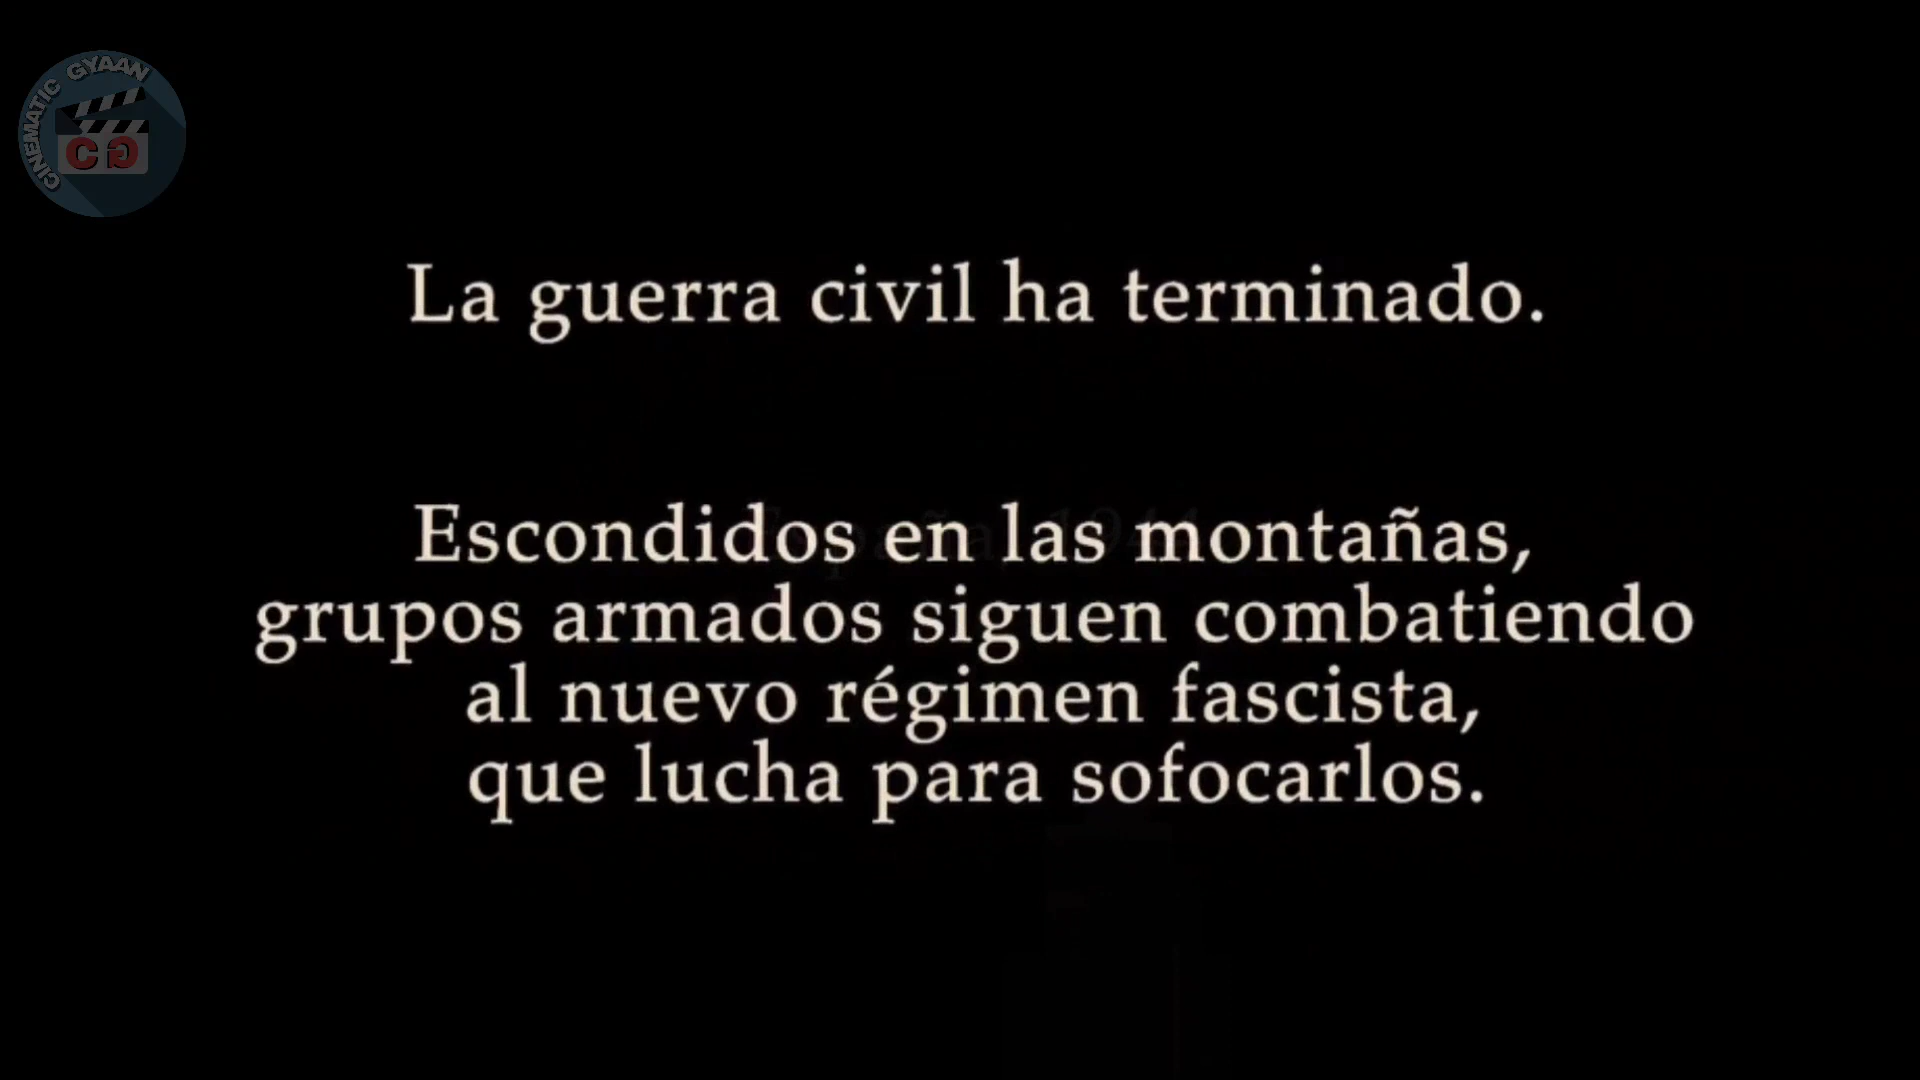 CINEMATIC GYAAN
CG
La guerra civil ha terminado.
Escondidos en las montañas,
grupos armados siguen combatiendo
al nuevo régimen fascista,
que lucha para sofocarlos.